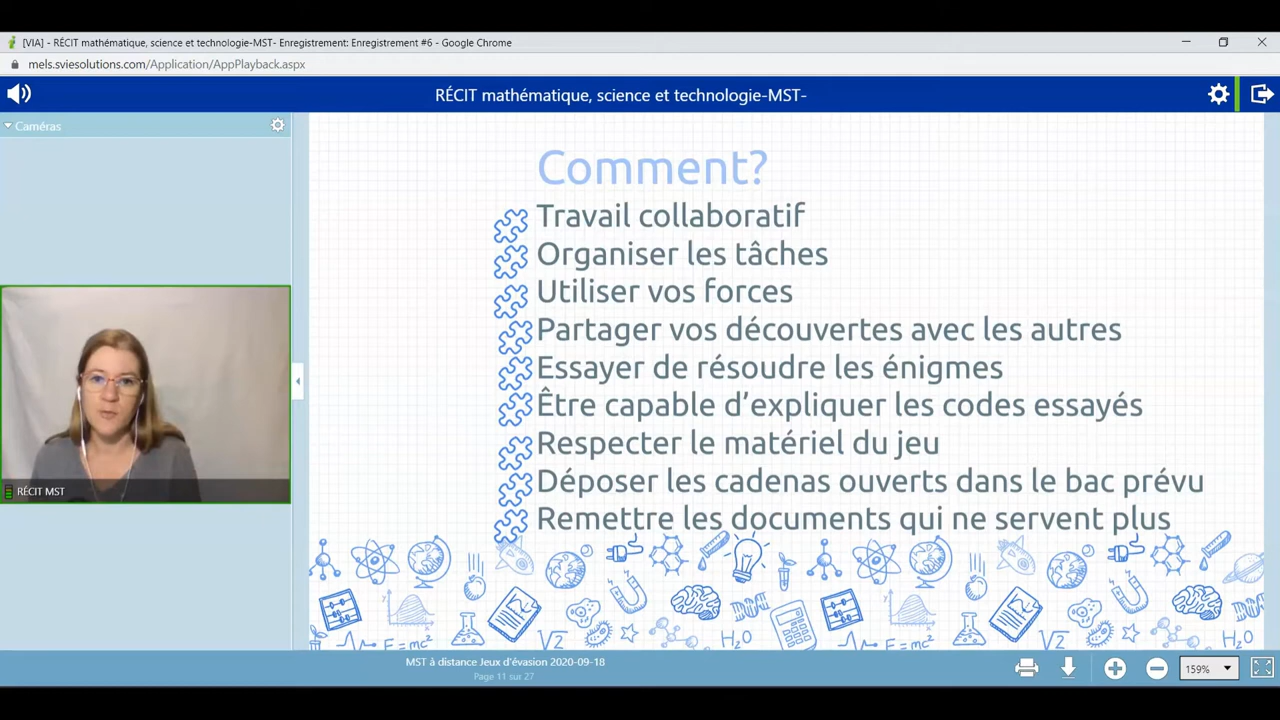 [VIA] - RÉCIT mathématique, science et technologie-MST- Enregistrement: Enregistrement #6 - Google Chrome
mels.sviesolutions.com/Application/AppPlayback.aspx
RÉCIT mathématique, science et technologie-MST-
Caméras
Comment?
Travail collaboratif
Organiser les tâches
Utiliser vos forces
Partager vos découvertes avec les autres
Essayer de résoudre les énigmes
Être capable d'expliquer les codes essayés
Respecter le matériel du jeu
Déposer les cadenas ouverts dans le bac prévu
Remettre les documents qui ne servent plus
RÉCIT MST
y
x
y
x
√2
H₂O
√2
H₂O
E=mc²
E=mc²
MST à distance Jeux d'évasion 2020-09-18
Page 11 sur 27
159%